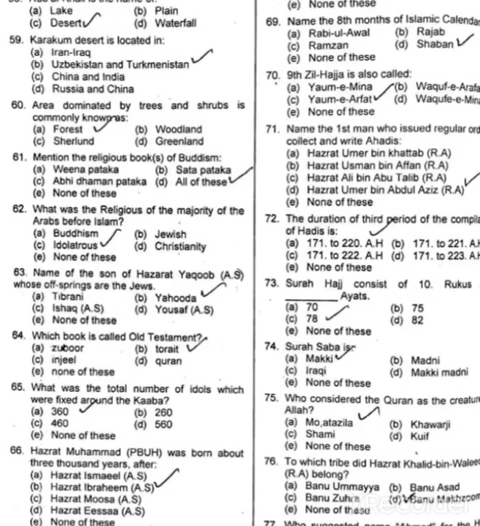 (a) Lake (b) Plain
(c) Desert (d) Waterfall
59. Karakum desert is located in:
(a) Iran-Iraq
(b) Uzbekistan and Turkmenistan
(c) China and India
(d) Russia and China
60. Area dominated by trees and shrubs is
commonly known as:
(a) Forest (b) Woodland
(c) Sherlund (d) Greenland
61. Mention the religious book(s) of Buddism:
(a) Weena pataka (b) Sata pataka
(c) Abhi dhaman pataka (d) All of these
(e) None of these
62. What was the Religious of the majority of the
Arabs before Islam?
(a) Buddhism (b) Jewish
(c) Idolatrous (d) Christianity
(e) None of these
63. Name of the son of Hazarat Yaqoob (A.S)
whose off-springs are the Jews.
(a) Tibrani (b) Yahooda
(c) Ishaq (A.S) (d) Yousaf (A.S)
(e) None of these
64. Which book is called Old Testament?
(a) zuboor (b) torait
(c) injeel (d) quran
(e) none of these
65. What was the total number of idols which
were fixed around the Kaaba?
(a) 360 (b) 260
(c) 460 (d) 560
(e) None of these
66. Hazrat Muhammad (PBUH) was born about
three thousand years, after:
(a) Hazrat Ismaeel (A.S)
(b) Hazrat Ibraheem (A.S)
(c) Hazrat Moosa (A.S)
(d) Hazrat Eessaa (A.S)
(e) None of these
(e) None of these
69. Name the 8th months of Islamic Calenda
(a) Rabi-ul-Awal (b) Rajab
(c) Ramzan (d) Shaban
(e) None of these
70. 9th Zil-Hajja is also called:
(a) Yaum-e-Mina (b) Waquf-e-Arafa
(c) Yaum-e-Arfat (d) Waqufe-e-Mina
(e) None of these
71. Name the 1st man who issued regular ord
collect and write Ahadis:
(a) Hazrat Umer bin khattab (R.A)
(b) Hazrat Usman bin Affan (R.A)
(c) Hazrat Ali bin Abu Talib (R.A)
(d) Hazrat Umer bin Abdul Aziz (R.A)
(e) None of these
72. The duration of third period of the compila
of Hadis is:
(a) 171. to 220. A.H (b) 171. to 221. A.H
(c) 171. to 222. A.H (d) 171. to 223. A.H
(e) None of these
73. Surah Hajj consist of 10. Rukus
________ Ayats.
(a) 70 (b) 75
(c) 78 (d) 82
(e) None of these
74. Surah Saba is:
(a) Makki (b) Madni
(c) Iraqi (d) Makki madni
(e) None of these
75. Who considered the Quran as the creature
Allah?
(a) Mo,atazila (b) Khawarji
(c) Shami (d) Kuif
(e) None of these
76. To which tribe did Hazrat Khalid-bin-Walee
(R.A) belong?
(a) Banu Ummayya (b) Banu Asad
(c) Banu Zuhra (d) Banu Makhzom
(e) None of these